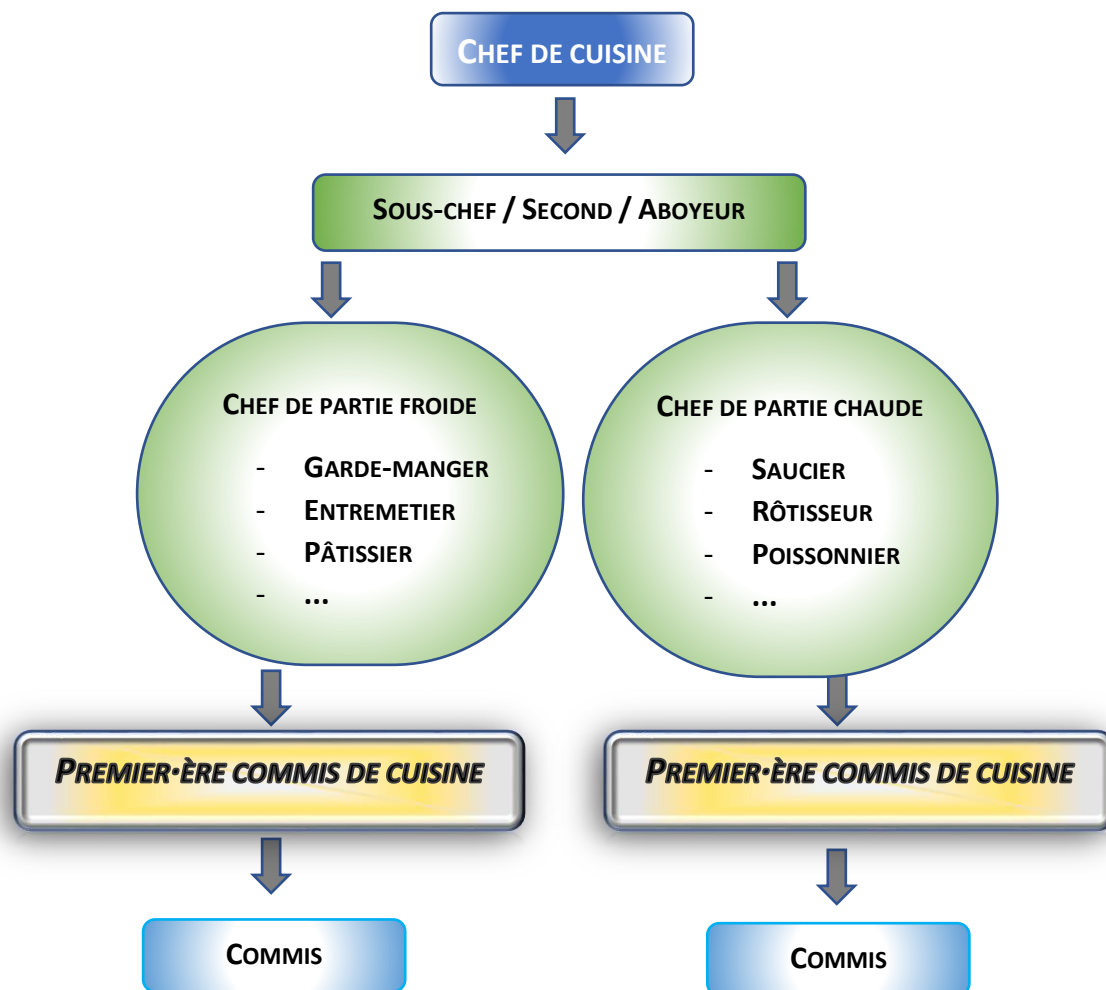 CHEF DE CUISINE
SOUS-CHEF / SECOND / ABOYEUR
CHEF DE PARTIE FROIDE
- GARDE-MANGER
- ENTREMETIER
- PÂTISSIER
- ...
CHEF DE PARTIE CHAUDE
- SAUCIER
- RÔTISSEUR
- POISSONNIER
- ...
PREMIER·ÈRE COMMIS DE CUISINE
PREMIER·ÈRE COMMIS DE CUISINE
COMMIS
COMMIS